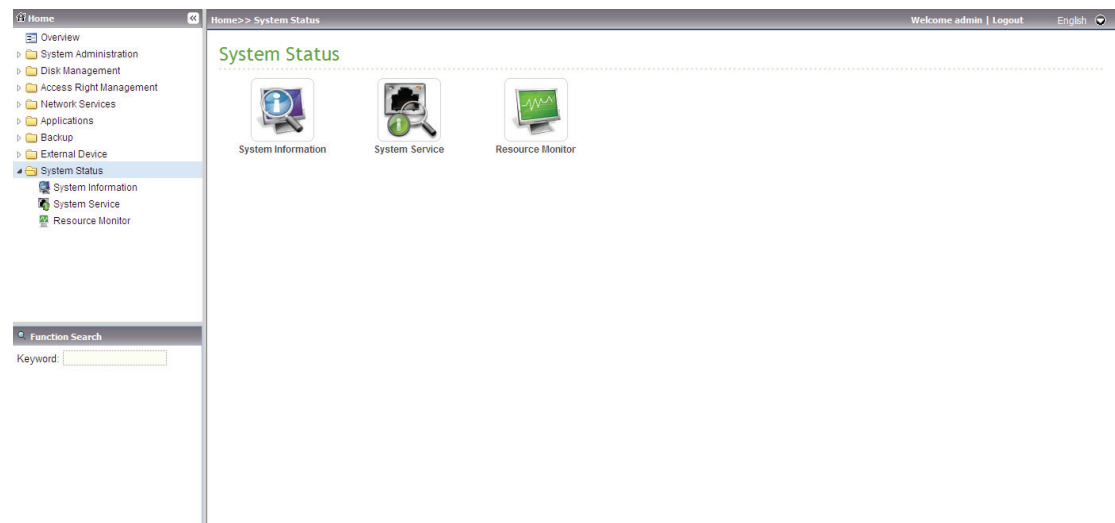 Home
Overview
System Administration
Disk Management
Access Right Management
Network Services
Applications
Backup
External Device
System Status
System Information
System Service
Resource Monitor
Function Search
Keyword:
Home>> System Status
Welcome admin | Logout
English
System Status
System Information
System Service
Resource Monitor